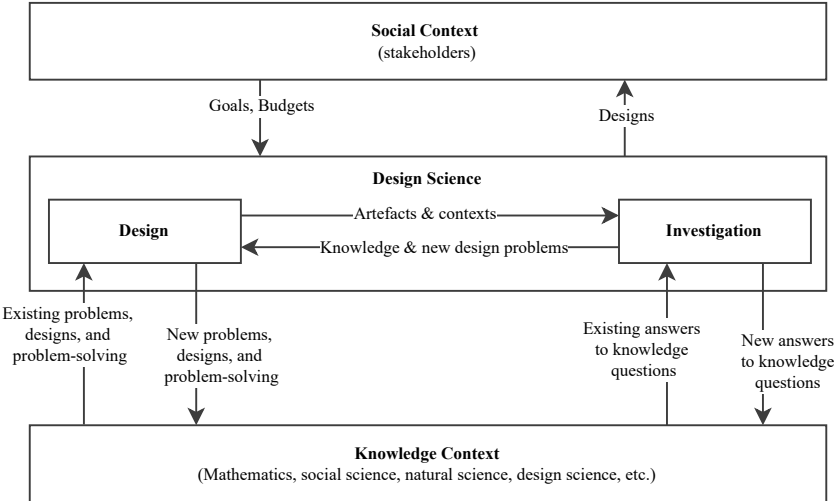 Social Context
(stakeholders)
Goals, Budgets
Designs
Design Science
Design
Artefacts & contexts
Knowledge & new design problems
Investigation
Existing problems,
designs, and
problem-solving
New problems,
designs, and
problem-solving
Existing answers
to knowledge
questions
New answers
to knowledge
questions
Knowledge Context
(Mathematics, social science, natural science, design science, etc.)